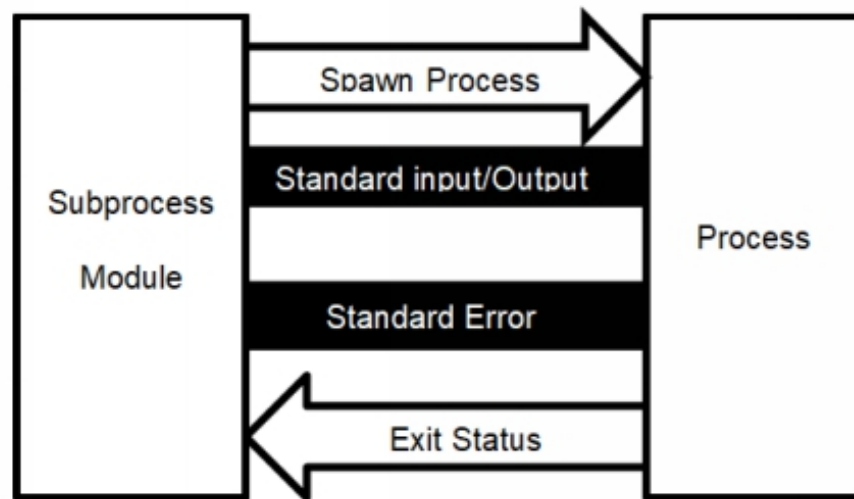 Spawn Process
Standard input/Output
Subprocess
Module
Process
Standard Error
Exit Status